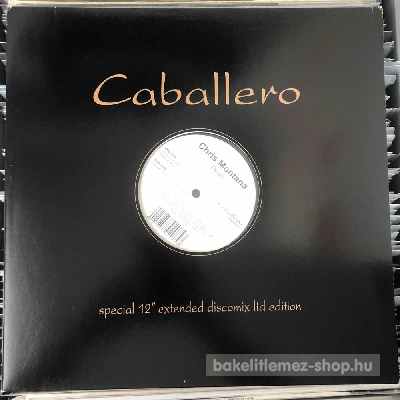 Caballero
Chris Montana
special 12" extended discomix ltd edition
bakelitlemez-shop.hu